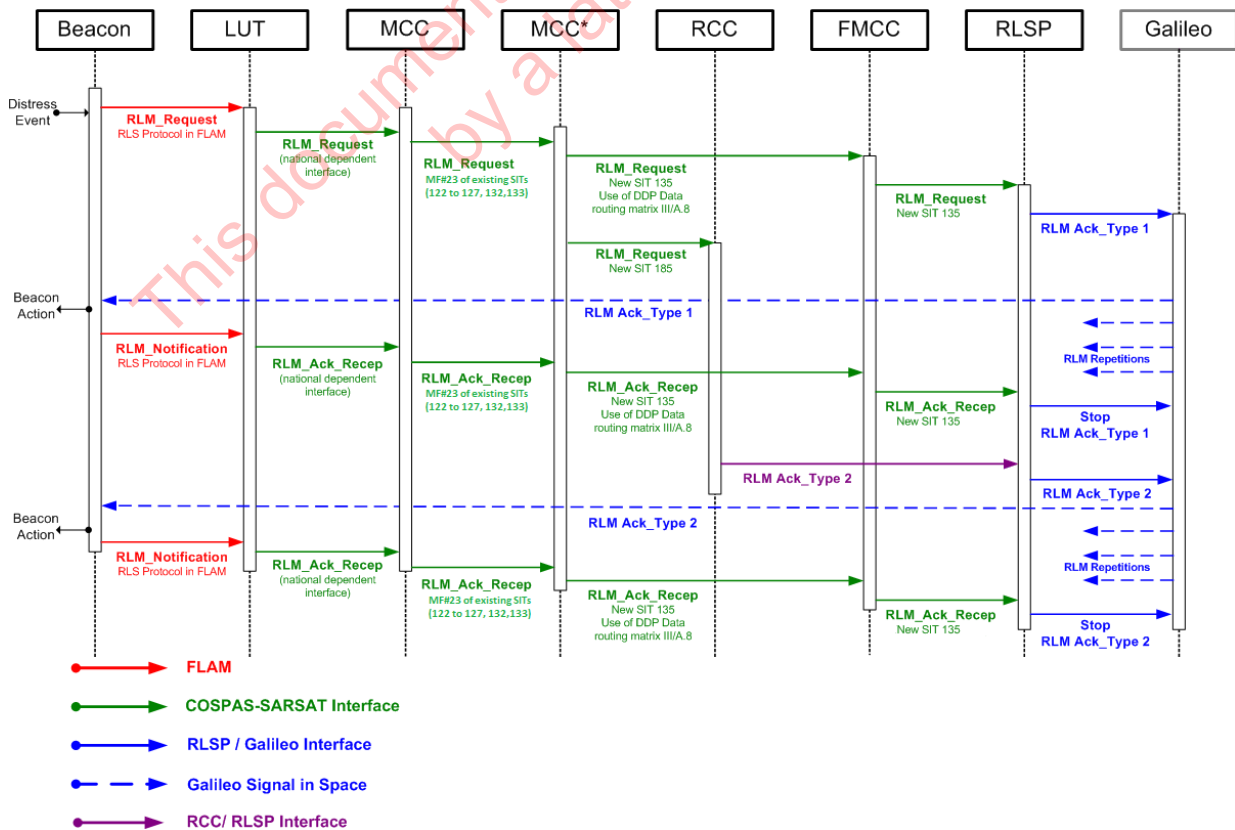 Beacon
LUT
MCC
MCC*
RCC
FMCC
RLSP
Galileo
This document
by a lat
Distress
Event
RLM_Request
RLS Protocol in FLAM
RLM_Request
(national dependent
interface)
RLM_Request
MF#23 of existing SITs
(122 to 127, 132,133)
RLM_Request
New SIT 135
Use of DDP Data
routing matrix III/A.8
RLM_Request
New SIT 135
RLM Ack_Type 1
RLM_Request
New SIT 185
Beacon
Action
RLM Ack_Type 1
RLM_Notification
RLS Protocol in FLAM
RLM_Ack_Recep
(national dependent
interface)
RLM_Ack_Recep
MF#23 of existing SITs
(122 to 127, 132,133)
RLM_Ack_Recep
New SIT 135
Use of DDP Data
routing matrix III/A.8
RLM Repetitions
RLM_Ack_Recep
New SIT 135
Stop
RLM Ack_Type 1
RLM Ack_Type 2
RLM Ack_Type 2
Beacon
Action
RLM Ack_Type 2
RLM_Notification
RLS Protocol in FLAM
RLM_Ack_Recep
(national dependent
interface)
RLM_Ack_Recep
MF#23 of existing SITs
(122 to 127, 132,133)
RLM_Ack_Recep
New SIT 135
Use of DDP Data
routing matrix III/A.8
RLM Repetitions
RLM_Ack_Recep
New SIT 135
Stop
RLM Ack_Type 2
FLAM
COSPAS-SARSAT Interface
RLSP / Galileo Interface
Galileo Signal in Space
RCC/ RLSP Interface